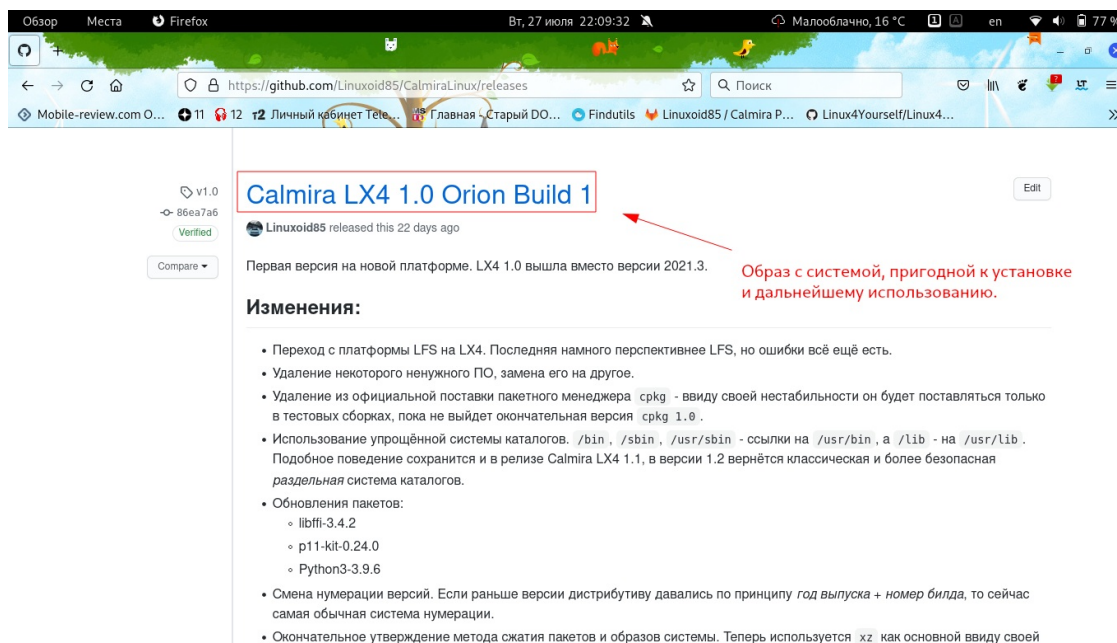 Обзор Места Firefox Вт, 27 июля 22:09:32 Малооблачно, 16 °C 1 A en 77 %
https://github.com/Linuxoid85/CalmiraLinux/releases Поиск 7
Mobile-review.com О... 11 12 т2 Личный кабинет Теле... Главная - Старый DO... Findutils Linuxoid85 / Calmira P... Linux4Yourself/Linux4...
v1.0
86ea7a6
Verified
Compare
Calmira LX4 1.0 Orion Build 1
Edit
Linuxoid85 released this 22 days ago
Первая версия на новой платформе. LX4 1.0 вышла вместо версии 2021.3.
Образ с системой, пригодной к установке
и дальнейшему использованию.
Изменения:
• Переход с платформы LFS на LX4. Последняя намного перспективнее LFS, но ошибки всё ещё есть.
• Удаление некоторого ненужного ПО, замена его на другое.
• Удаление из официальной поставки пакетного менеджера cpkg - ввиду своей нестабильности он будет поставляться только
в тестовых сборках, пока не выйдет окончательная версия cpkg 1.0 .
• Использование упрощённой системы каталогов. /bin , /sbin , /usr/sbin - ссылки на /usr/bin , а /lib - на /usr/lib .
Подобное поведение сохранится и в релизе Calmira LX4 1.1, в версии 1.2 вернётся классическая и более безопасная
раздельная система каталогов.
• Обновления пакетов:
◦ libffi-3.4.2
◦ p11-kit-0.24.0
◦ Python3-3.9.6
• Смена нумерации версий. Если раньше версии дистрибутиву давались по принципу год выпуска + номер билда, то сейчас
самая обычная система нумерации.
• Окончательное утверждение метода сжатия пакетов и образов системы. Теперь используется xz как основной ввиду своей